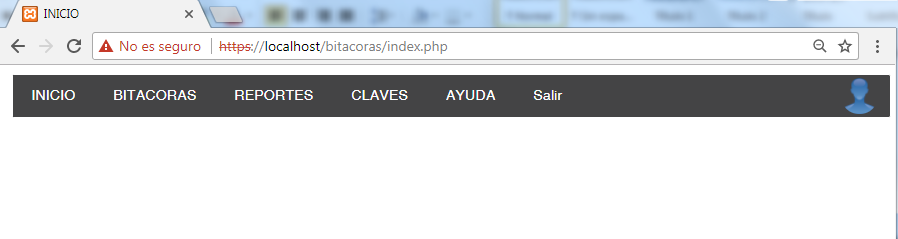 INICIO
No es seguro https://localhost/bitacoras/index.php
INICIO BITACORAS REPORTES CLAVES AYUDA Salir